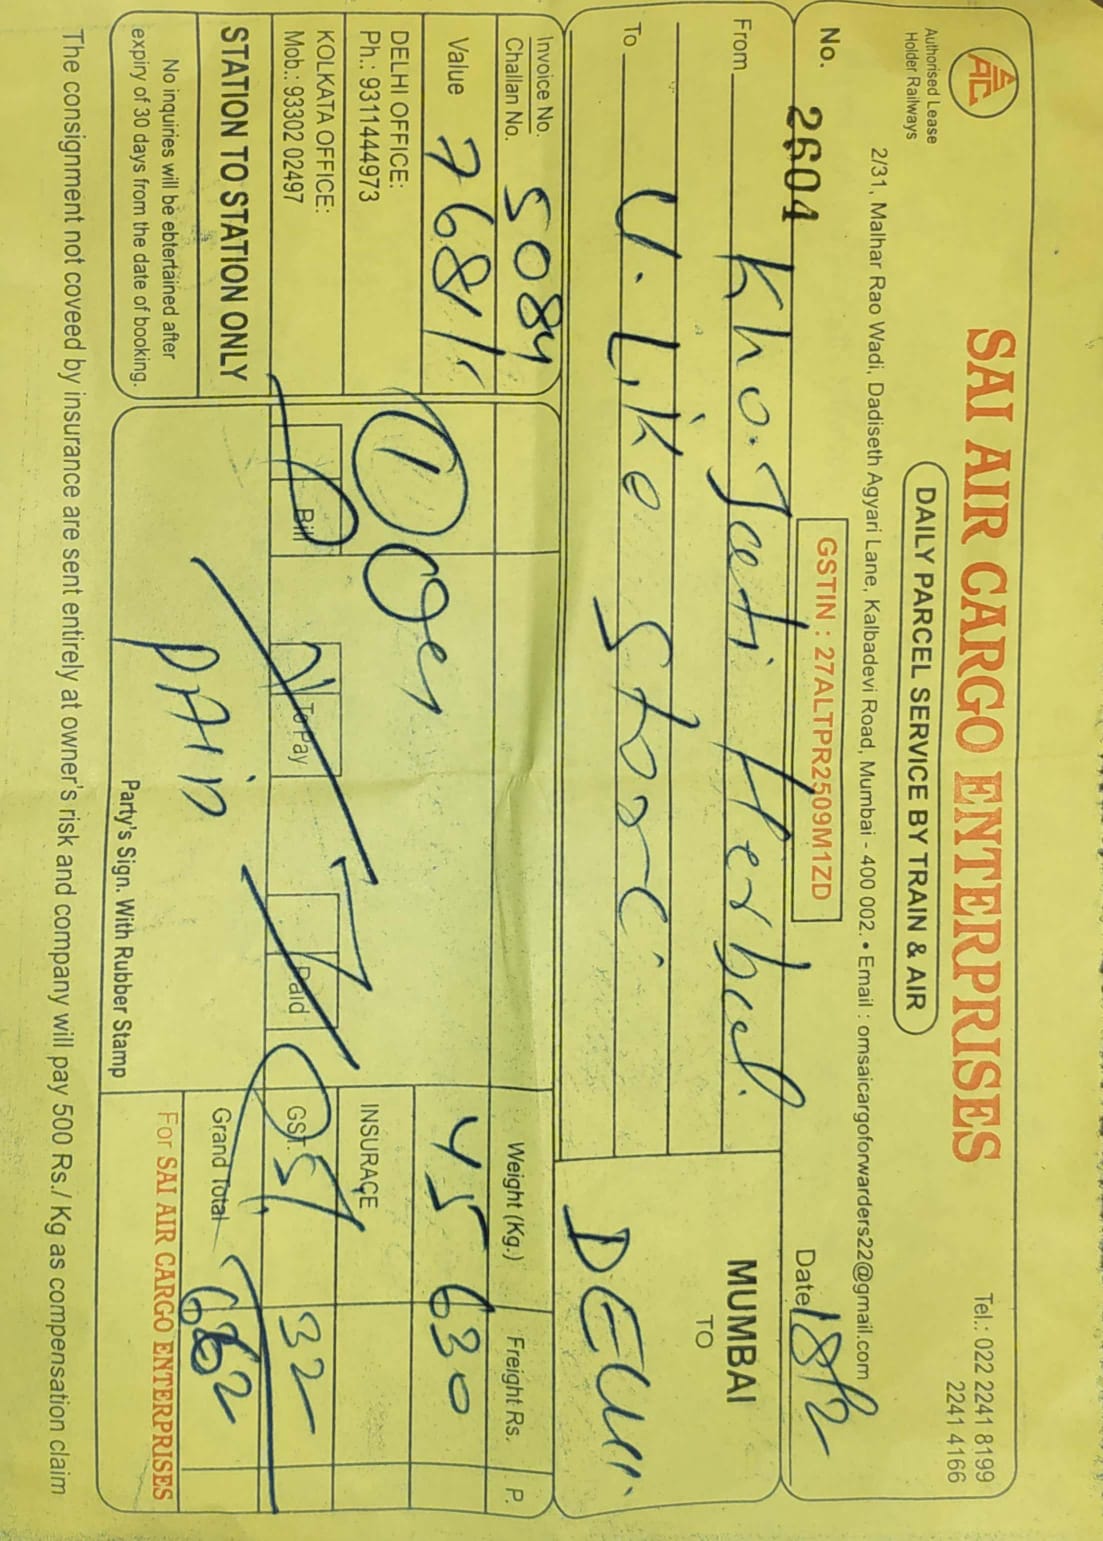 SAI AIR CARGO ENTERPRISES
Tel.: 022 2241 8199
2241 4166
Authorised Lease
Holder Railways
DAILY PARCEL SERVICE BY TRAIN & AIR
2/31, Malhar Rao Wadi, Dadiseth Agyari Lane, Kalbadevi Road, Mumbai - 400 002. • Email : omsaicargoforwarders22@gmail.com
No. 2604
GSTIN : 27ALTPR2509M1ZD
Date 18/2
From Kho. Jeeti Herbal.
MUMBAI
TO
To U. Like Store
DELHI.
Invoice No.
Challan No. 5084
Weight (Kg.) Freight Rs. P.
Value 7681/-
45 630
DELHI OFFICE:
Ph.: 9311444973
1
INSURACE
KOLKATA OFFICE:
Mob.: 93302 02497
Bill To Pay Paid
GST. 5% 32
STATION TO STATION ONLY
Grand Total 662
PAID
No inquiries will be ebtertained after
expiry of 30 days from the date of booking.
Party's Sign. With Rubber Stamp
For SAI AIR CARGO ENTERPRISES
The consignment not coveed by insurance are sent entirely at owner's risk and company will pay 500 Rs./ Kg as compensation claim